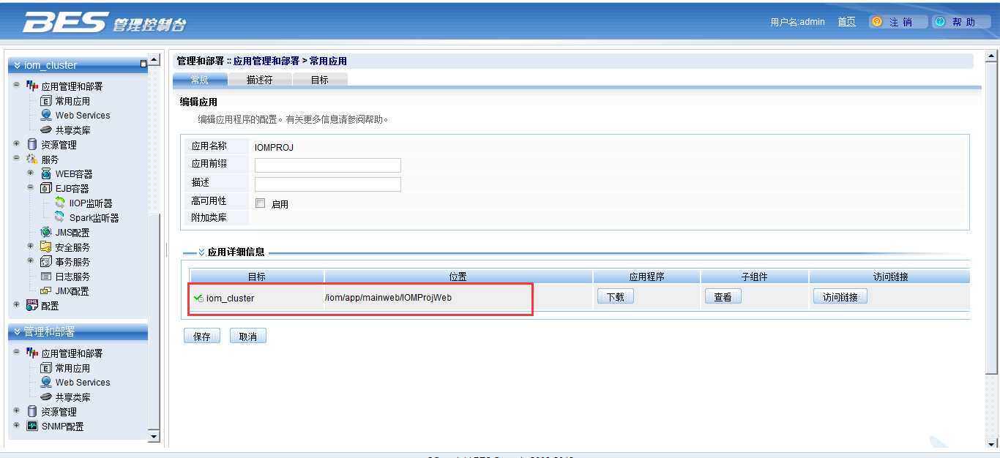 BES 管理控制台
用户名:admin 首页 注 销 帮 助
iom_cluster
应用管理和部署
常用应用
Web Services
共享类库
资源管理
服务
WEB容器
EJB容器
IIOP监听器
Spark监听器
JMS配置
安全服务
事务服务
日志服务
JMX配置
配置
管理和部署
应用管理和部署
常用应用
Web Services
共享类库
资源管理
SNMP配置
管理和部署 :: 应用管理和部署 > 常用应用
常规 描述符 目标
编辑应用
编辑应用程序的配置。有关更多信息请参阅帮助。
应用名称 IOMPROJ
应用前缀
描述
高可用性 启用
附加类库
应用详细信息
目标 位置 应用程序 子组件 访问链接
iom_cluster /iom/app/mainweb/IOMProjWeb 下载 查看 访问链接
保存 取消